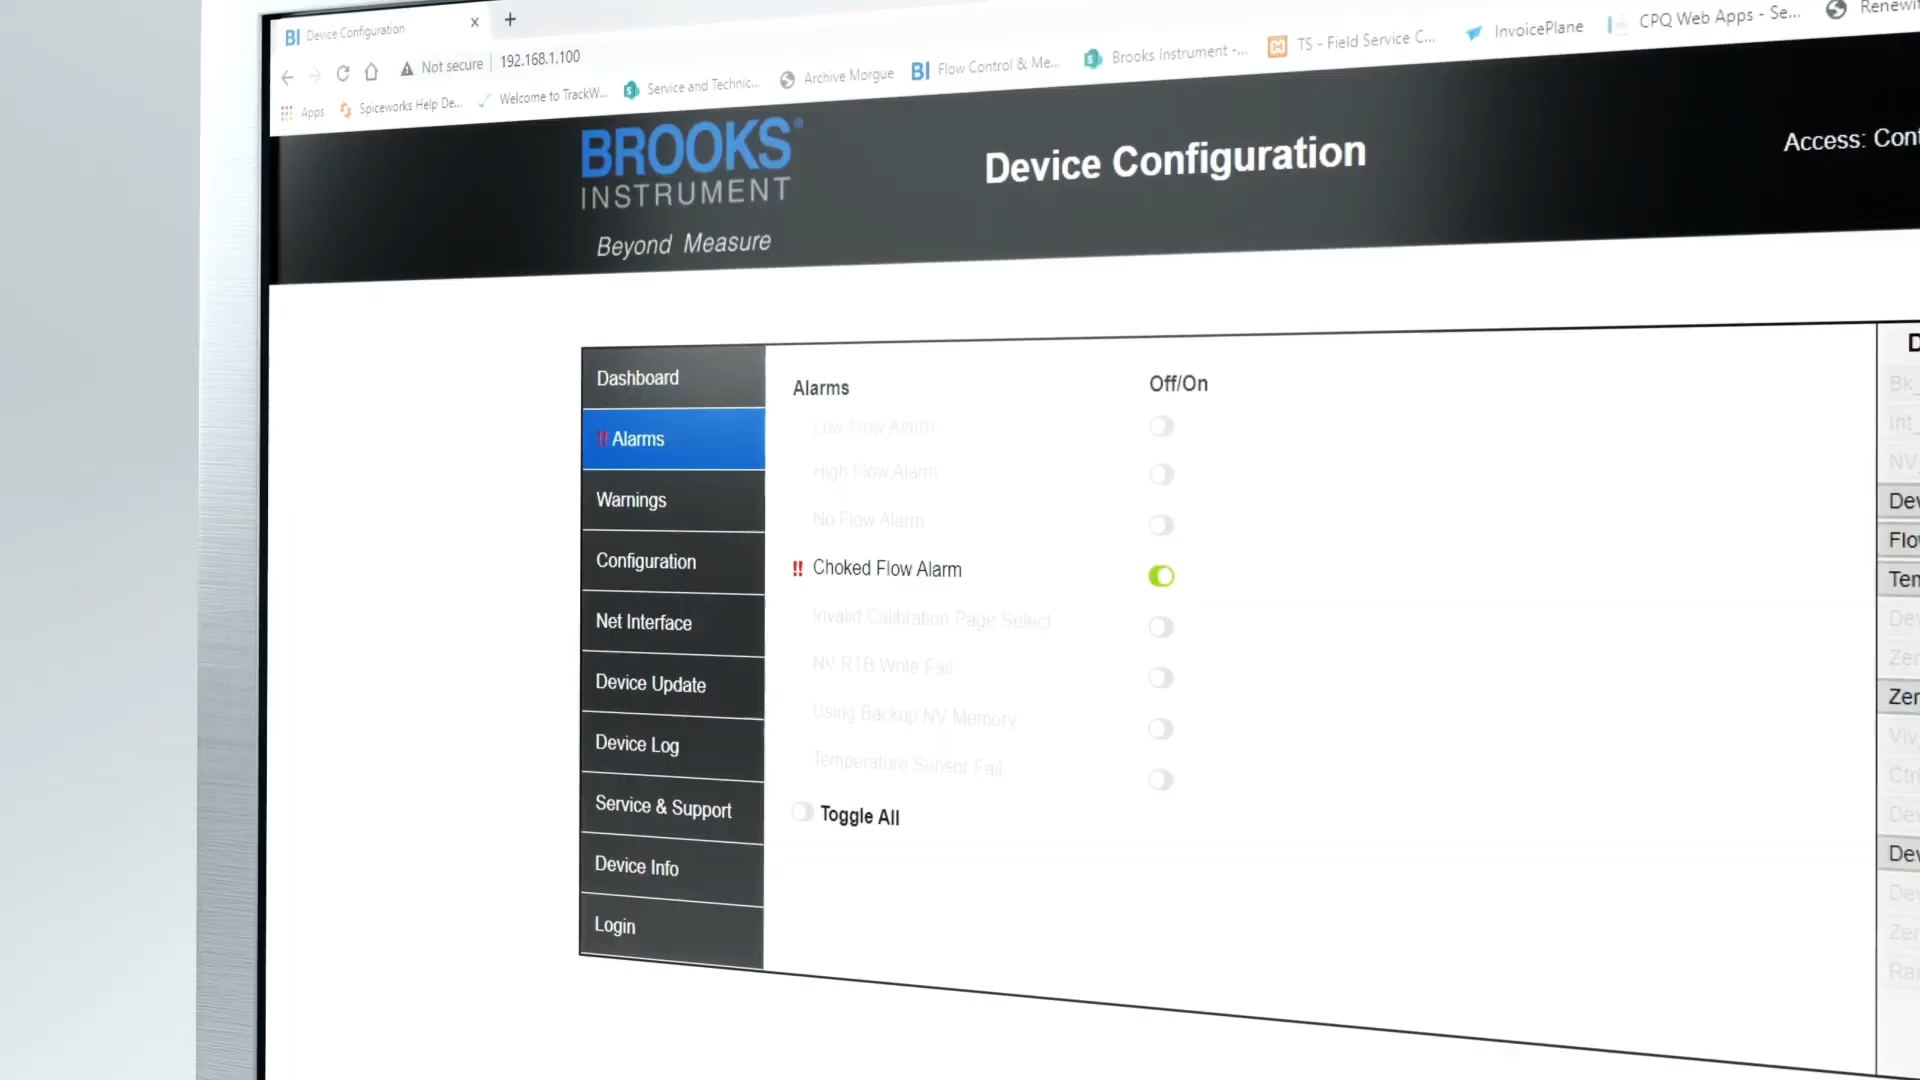 BI Device Configuration × +
Not secure | 192.168.1.100
Apps Spiceworks Help De... Welcome to TrackW... Service and Technic... Archive Morgue BI Flow Control & Me... Brooks Instrument -... TS - Field Service C... InvoicePlane CPQ Web Apps - Se...
BROOKS®
INSTRUMENT
Beyond Measure
Device Configuration
Access:
Dashboard
!! Alarms
Warnings
Configuration
Net Interface
Device Update
Device Log
Service & Support
Device Info
Login
Alarms Off/On
Low Flow Alarm
High Flow Alarm
No Flow Alarm
!! Choked Flow Alarm
Invalid Calibration Page Select
NV RTB Write Fail
Using Backup NV Memory
Temperature Sensor Fail
Toggle All